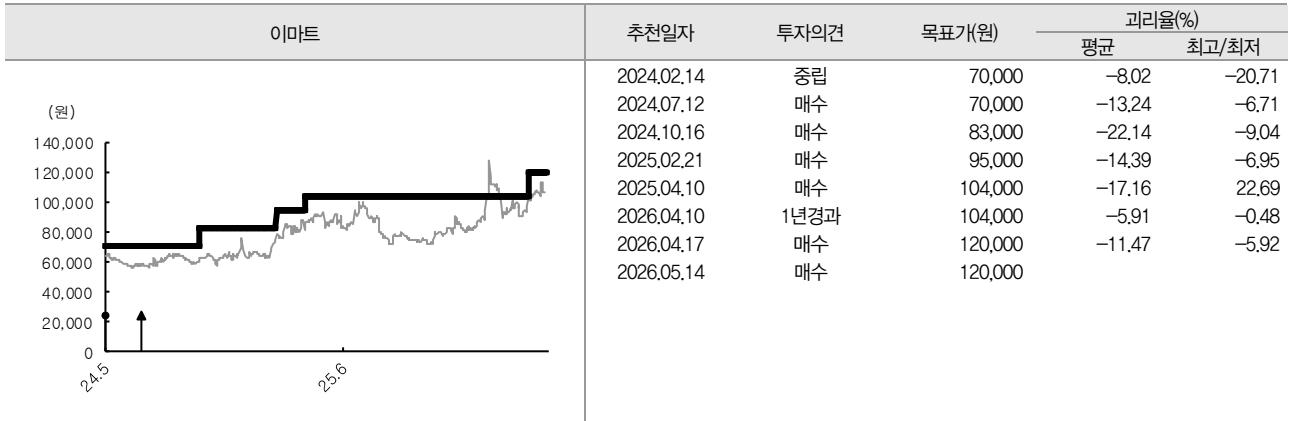 이마트
추천일자 투자의견 목표가(원) 괴리율(%)
평균 최고/최저
2024.02.14 중립 70,000 -8.02 -20.71
2024.07.12 매수 70,000 -13.24 -6.71
2024.10.16 매수 83,000 -22.14 -9.04
2025.02.21 매수 95,000 -14.39 -6.95
2025.04.10 매수 104,000 -17.16 22.69
2026.04.10 1년경과 104,000 -5.91 -0.48
2026.04.17 매수 120,000 -11.47 -5.92
2026.05.14 매수 120,000
(원)
140,000
120,000
100,000
80,000
60,000
40,000
20,000
0
24.5
25.6